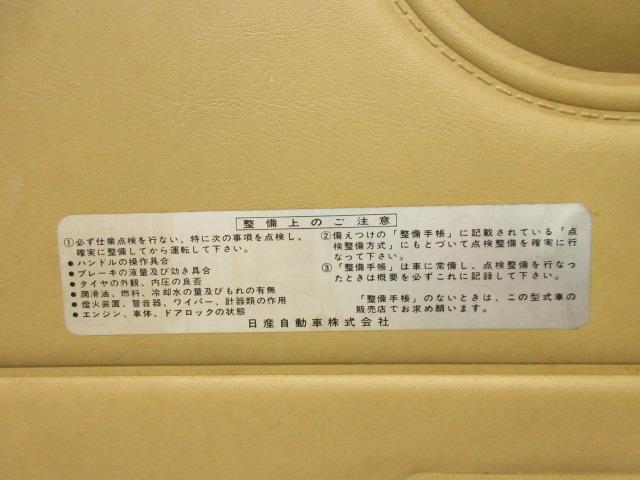 整備上のご注意
①必ず仕業点検を行ない、特に次の事項を点検し、
確実に整備してから運転して下さい。
●ハンドルの操作具合
●ブレーキの液量及び効き具合
●タイヤの外観、内圧の良否
●潤滑油、燃料、冷却水の量及びもれの有無
●燈火装置、警音器、ワイパー、計器類の作用
●エンジン、車体、ドアロックの状態
②備えつけの「整備手帳」に記載されている「点
検整備方式」にもとづいて点検整備を確実に行
なって下さい。
③「整備手帳」は車に常備し、点検整備を行なっ
たときは概要を必ずこれに記録して下さい。
「整備手帳」のないときは、この型式車の
販売店でお求め願います。
日産自動車株式会社